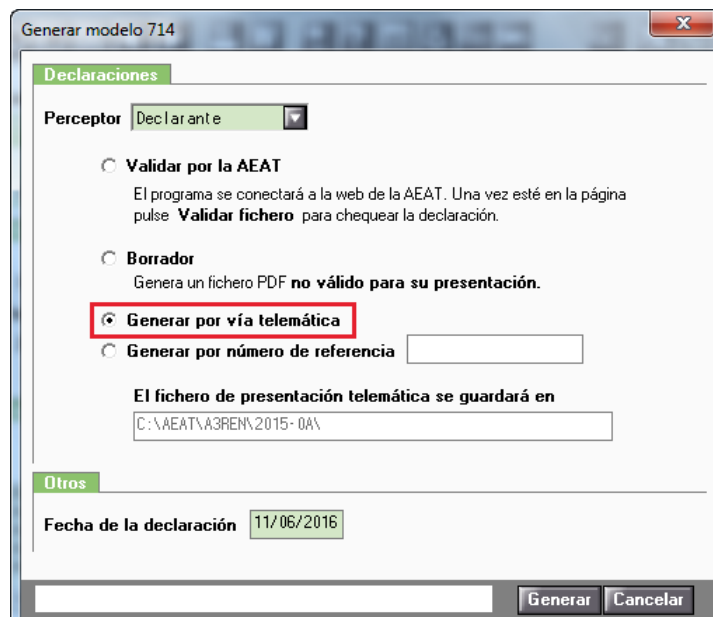 Generar modelo 714
Declaraciones
Perceptor Declarante
Validar por la AEAT
El programa se conectará a la web de la AEAT. Una vez esté en la página
pulse Validar fichero para chequear la declaración.
Borrador
Genera un fichero PDF no válido para su presentación.
Generar por vía telemática
Generar por número de referencia
El fichero de presentación telemática se guardará en
C:\AEAT\A3REN\2015-0A\
Otros
Fecha de la declaración 11/06/2016
Generar Cancelar